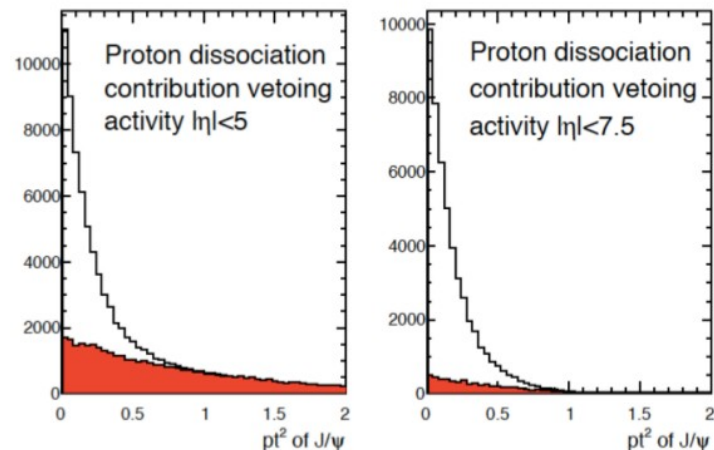 Proton dissociation
contribution vetoing
activity |η|<5
10000
8000
6000
4000
2000
0
0 0.5 1 1.5 2
pt² of J/ψ
Proton dissociation
contribution vetoing
activity |η|<7.5
10000
8000
6000
4000
2000
0
0 0.5 1 1.5 2
pt² of J/ψ